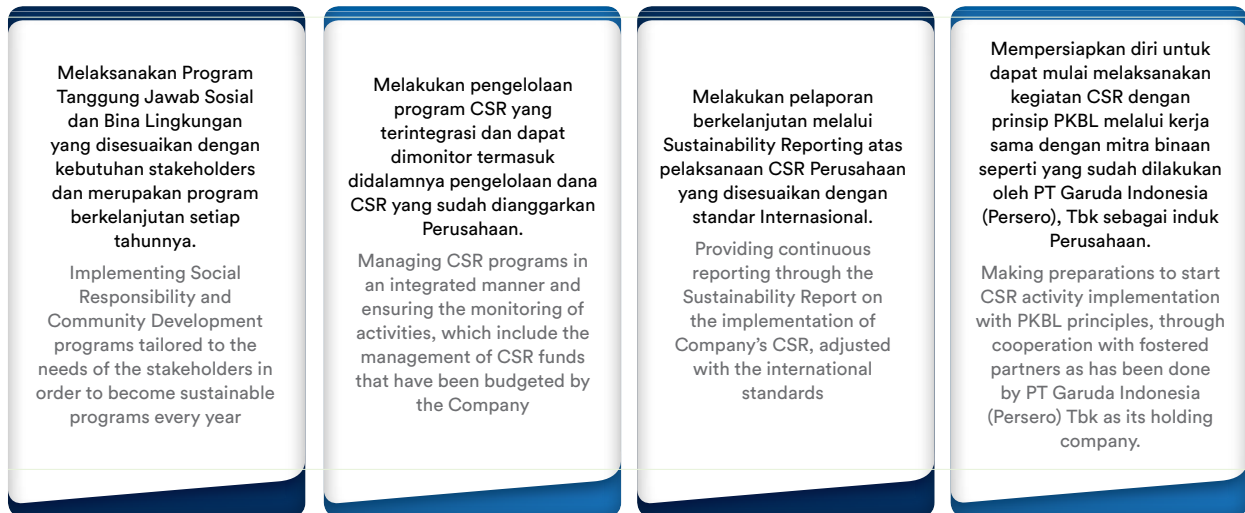 Melaksanakan Program
Tanggung Jawab Sosial
dan Bina Lingkungan
yang disesuaikan dengan
kebutuhan stakeholders
dan merupakan program
berkelanjutan setiap
tahunnya.
Implementing Social
Responsibility and
Community Development
programs tailored to the
needs of the stakeholders in
order to become sustainable
programs every year
Melakukan pengelolaan
program CSR yang
terintegrasi dan dapat
dimonitor termasuk
didalamnya pengelolaan dana
CSR yang sudah dianggarkan
Perusahaan.
Managing CSR programs in
an integrated manner and
ensuring the monitoring of
activities, which include the
management of CSR funds
that have been budgeted by
the Company
Melakukan pelaporan
berkelanjutan melalui
Sustainability Reporting atas
pelaksanaan CSR Perusahaan
yang disesuaikan dengan
standar Internasional.
Providing continuous
reporting through the
Sustainability Report on
the implementation of
Company’s CSR, adjusted
with the international
standards
Mempersiapkan diri untuk
dapat mulai melaksanakan
kegiatan CSR dengan
prinsip PKBL melalui kerja
sama dengan mitra binaan
seperti yang sudah dilakukan
oleh PT Garuda Indonesia
(Persero), Tbk sebagai induk
Perusahaan.
Making preparations to start
CSR activity implementation
with PKBL principles, through
cooperation with fostered
partners as has been done
by PT Garuda Indonesia
(Persero) Tbk as its holding
company.